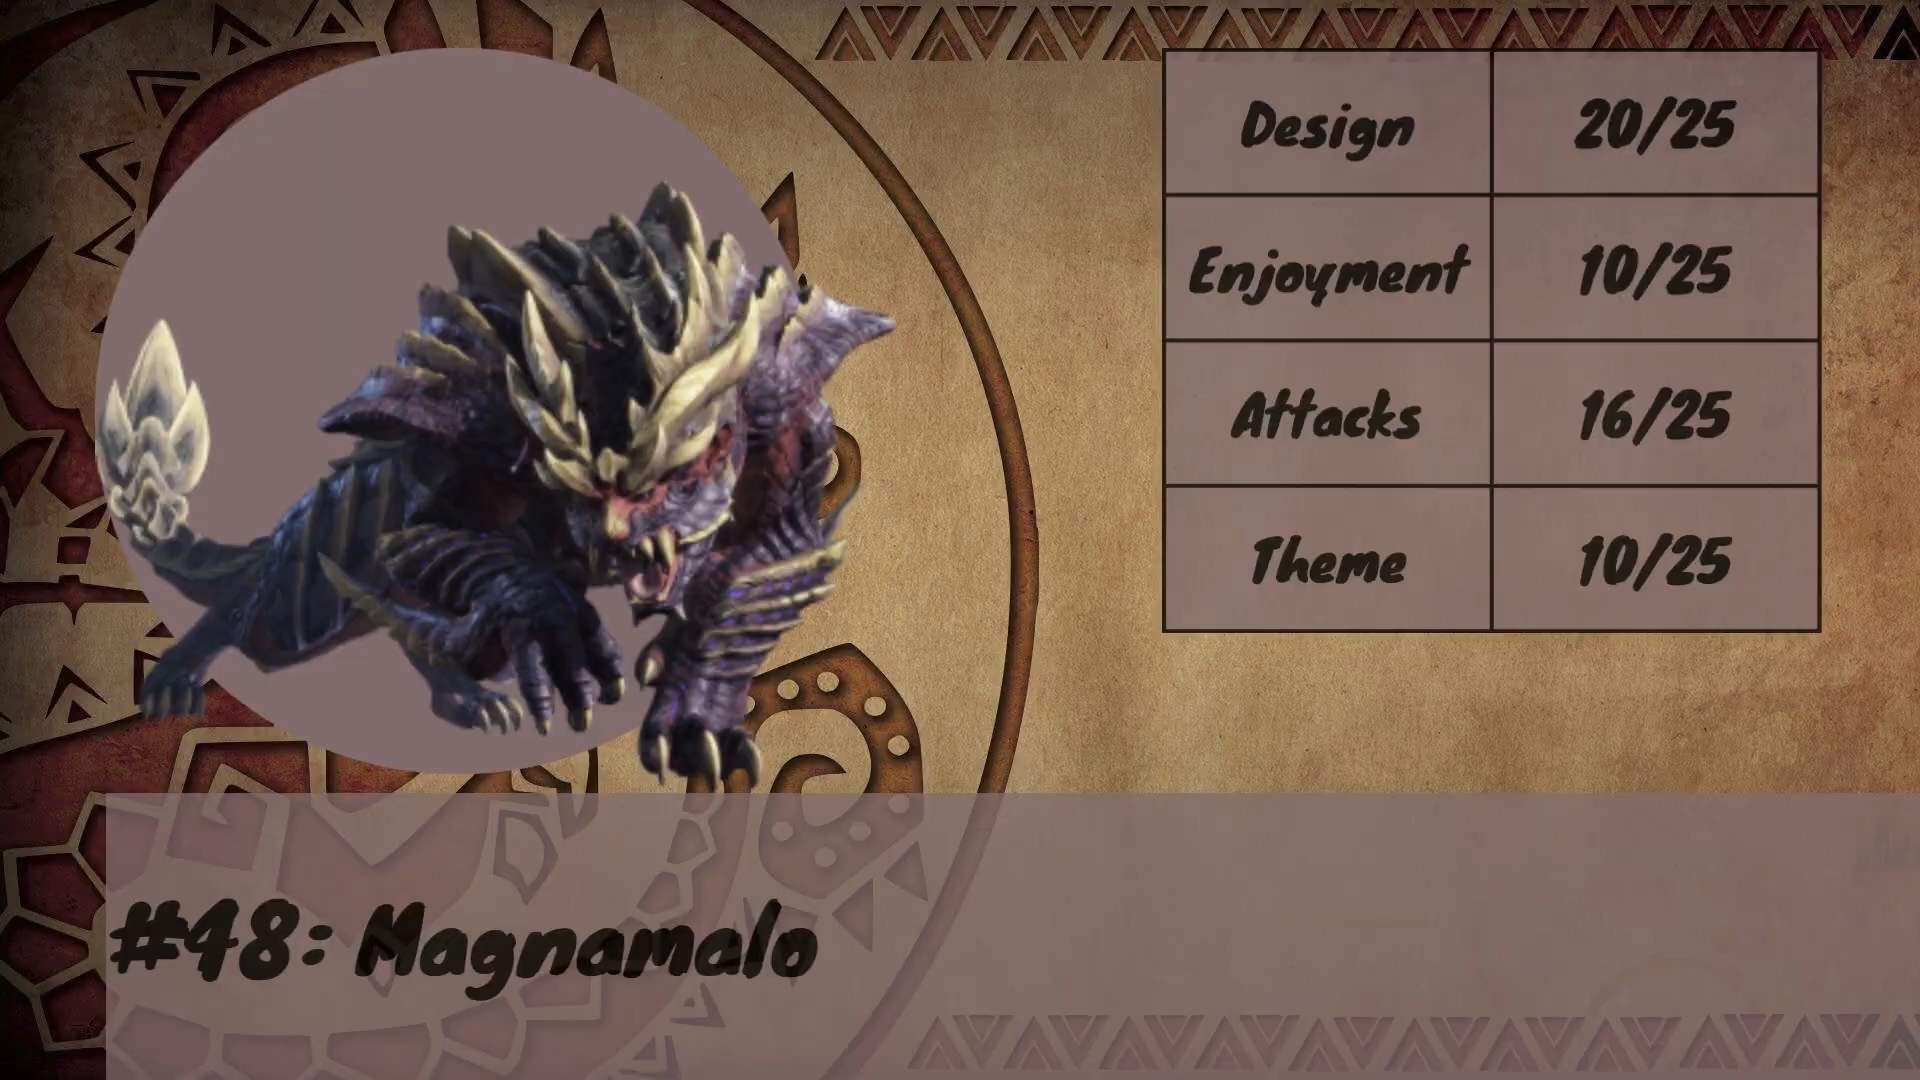 Design 20/25
Enjoyment 10/25
Attacks 16/25
Theme 10/25
#48: Magnamalo